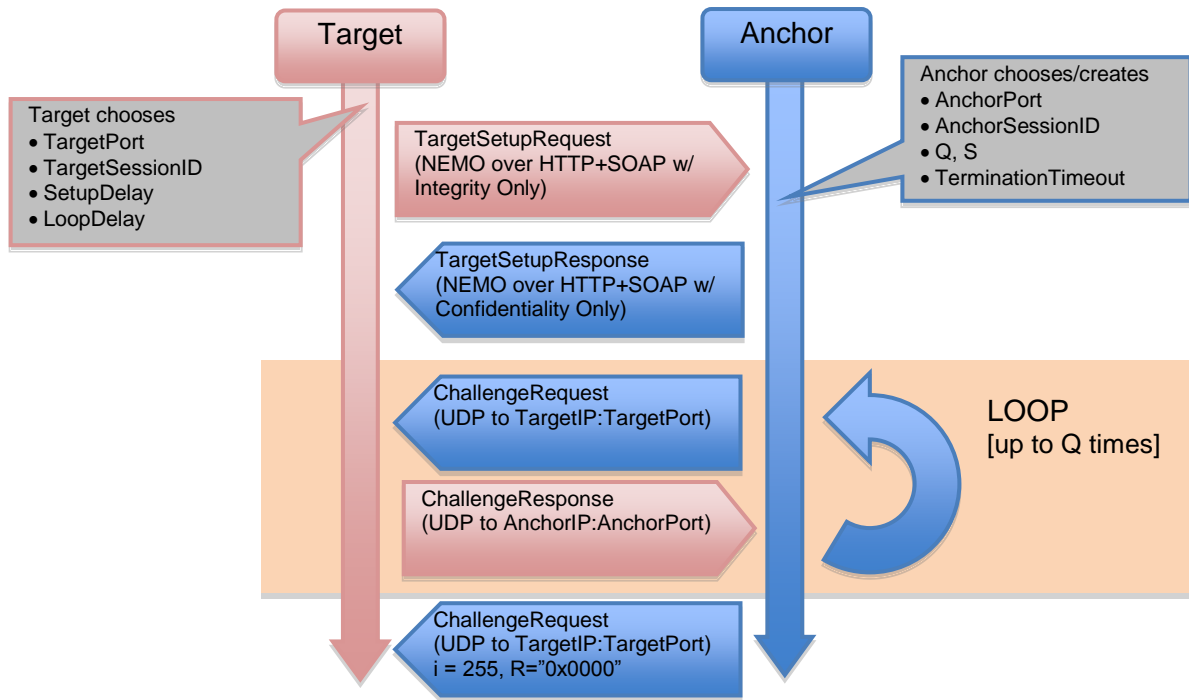 Target
Anchor
Target chooses
• TargetPort
• TargetSessionID
• SetupDelay
• LoopDelay
Anchor chooses/creates
• AnchorPort
• AnchorSessionID
• Q, S
• TerminationTimeout
TargetSetupRequest
(NEMO over HTTP+SOAP w/
Integrity Only)
TargetSetupResponse
(NEMO over HTTP+SOAP w/
Confidentiality Only)
ChallengeRequest
(UDP to TargetIP:TargetPort)
LOOP
[up to Q times]
ChallengeResponse
(UDP to AnchorIP:AnchorPort)
ChallengeRequest
(UDP to TargetIP:TargetPort)
i = 255, R=”0x0000”